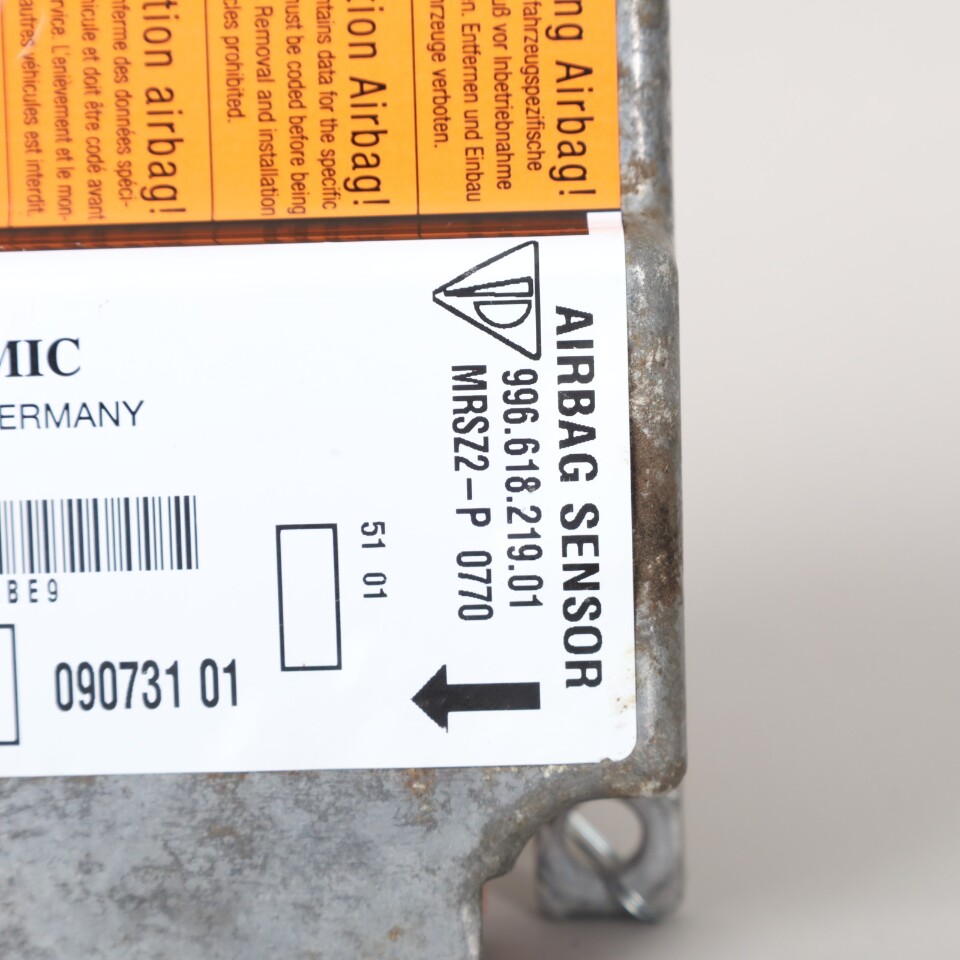 ng Airbag!
fahrzeugspezifische
uß vor Inbetriebnahme
n. Entfernen und Einbau
hrzeuge verboten.
tion Airbag!
ntains data for the specific
must be coded before being
Removal and installation
cles prohibited.
tion airbag!
nferme des données spéci-
hicule et doit être codé avant
rvice. L'enlèvement et le mon-
autres véhicules est interdit.
AIRBAG SENSOR
996.618.219.01
MRSZ2-P 0770
51 01
MIC
ERMANY
BE9
090731 01